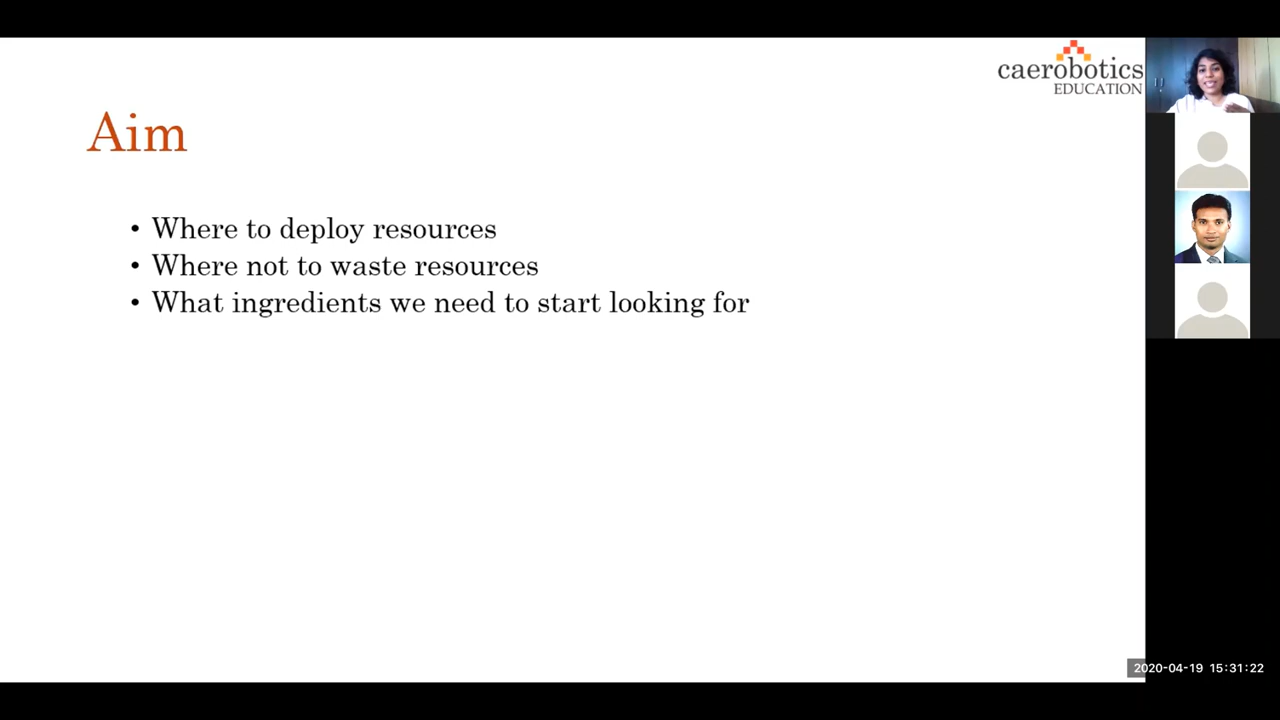 caerobotics
EDUCATION
Aim
• Where to deploy resources
• Where not to waste resources
• What ingredients we need to start looking for
2020-04-19 15:31:22